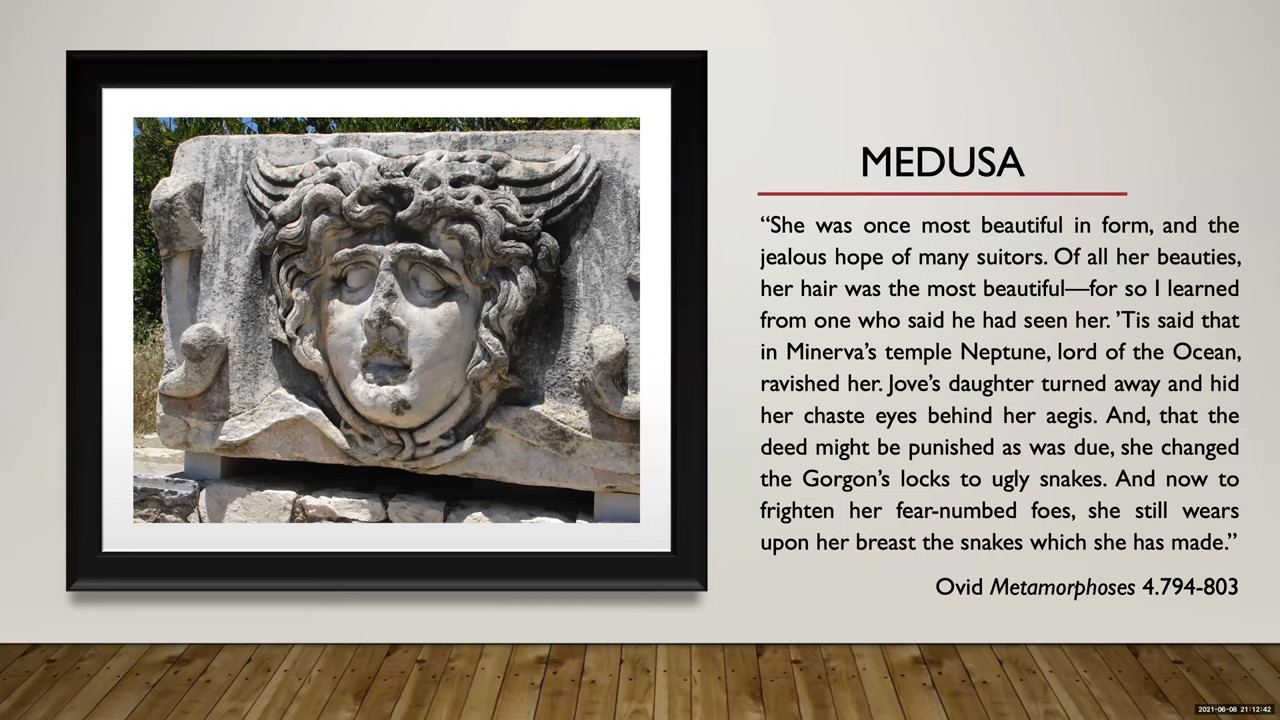 MEDUSA
“She was once most beautiful in form, and the
jealous hope of many suitors. Of all her beauties,
her hair was the most beautiful—for so I learned
from one who said he had seen her. ’Tis said that
in Minerva’s temple Neptune, lord of the Ocean,
ravished her. Jove’s daughter turned away and hid
her chaste eyes behind her aegis. And, that the
deed might be punished as was due, she changed
the Gorgon’s locks to ugly snakes. And now to
frighten her fear-numbed foes, she still wears
upon her breast the snakes which she has made.”
Ovid Metamorphoses 4.794-803
2021-06-08 21:12:42